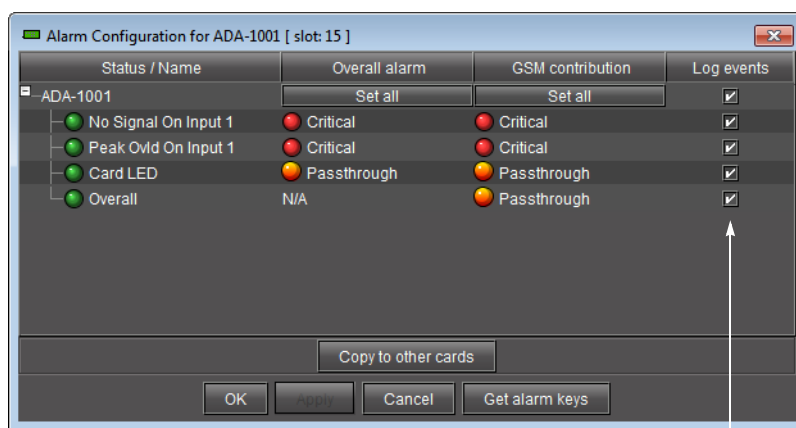 Alarm Configuration for ADA-1001 [ slot: 15 ]
Status / Name Overall alarm GSM contribution Log events
ADA-1001 Set all Set all
No Signal On Input 1 Critical Critical
Peak Ovld On Input 1 Critical Critical
Card LED Passthrough Passthrough
Overall N/A Passthrough
Copy to other cards
OK Apply Cancel Get alarm keys